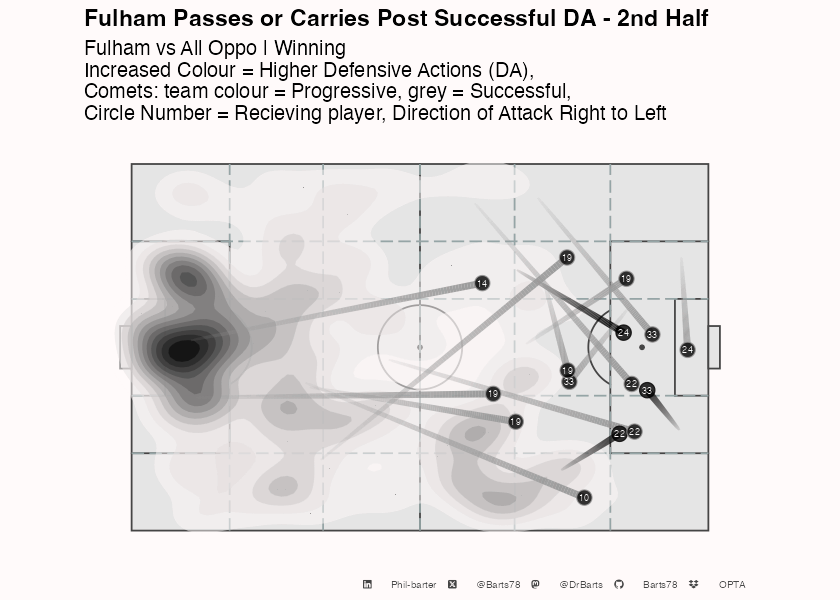 Fulham Passes or Carries Post Successful DA - 2nd Half
Fulham vs All Oppo | Winning
Increased Colour = Higher Defensive Actions (DA),
Comets: team colour = Progressive, grey = Successful,
Circle Number = Recieving player, Direction of Attack Right to Left
19
19
14
24
33
24
19
33
22
33
19
19
22
22
10
Phil-barter @Barts78 @DrBarts Barts78 OPTA